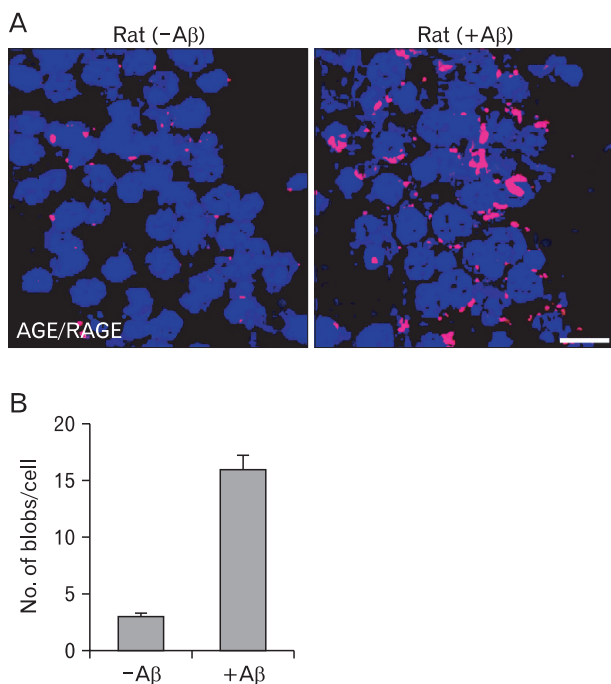 A
Rat (−Aβ)
Rat (+Aβ)
AGE/RAGE
B
No. of blobs/cell
20
15
10
5
0
−Aβ
+Aβ